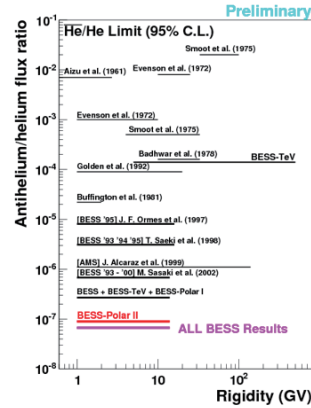 Preliminary
10-1
He/He Limit (95% C.L.)
Smoot et al. (1975)
10-2
Aizu et al. (1961)
Evenson et al. (1972)
10-3
Evenson et al. (1972)
Smoot et al. (1975)
Badhwar et al. (1978)
BESS-TeV
10-4
Golden et al. (1992)
Buffington et al. (1981)
10-5
[BESS '95] J. F. Ormes et al. (1997)
[BESS '93 '94 '95] T. Saeki et al. (1998)
10-6
[AMS] J. Alcaraz et al. (1999)
[BESS '93 - '00] M. Sasaki et al. (2002)
BESS + BESS-TeV + BESS-Polar I
10-7
BESS-Polar II
ALL BESS Results
10-8
1
10
102
Rigidity (GV)
Antihelium/helium flux ratio